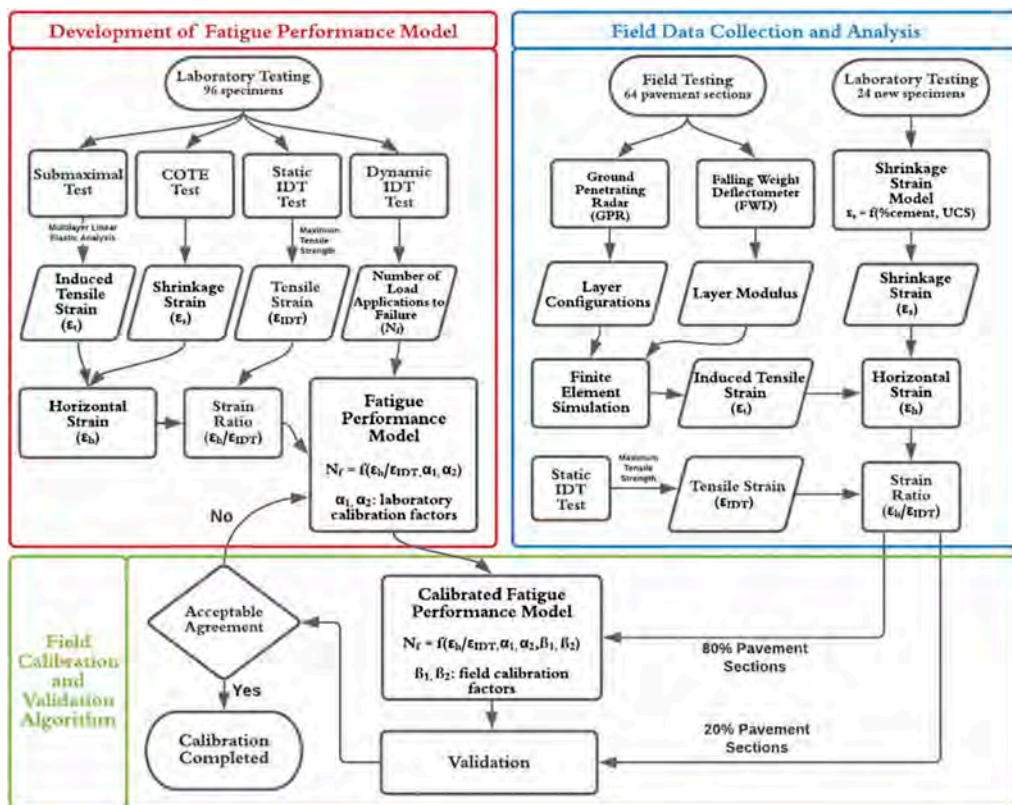 Development of Fatigue Performance Model
Laboratory Testing
96 specimens
Submaximal
Test
COTE
Test
Static
IDT
Test
Dynamic
IDT Test
Multilayer Linear
Elastic Analysis
Maximum
Tensile
Strength
Induced
Tensile
Strain
(εt)
Shrinkage
Strain
(εs)
Tensile
Strain
(εIDT)
Number of
Load
Applications to
Failure
(Nf)
Horizontal
Strain
(εh)
Strain
Ratio
(εh/εIDT)
Fatigue
Performance
Model
Nf = f(εh/εIDT, α1, α2)
α1, α2: laboratory
calibration factors
Field Data Collection and Analysis
Field Testing
64 pavement sections
Laboratory Testing
24 new specimens
Ground
Penetrating
Radar
(GPR)
Falling Weight
Deflectometer
(FWD)
Shrinkage
Strain
Model
εs = f(%cement, UCS)
Layer
Configurations
Layer Modulus
Shrinkage
Strain
(εs)
Finite
Element
Simulation
Induced Tensile
Strain
(εt)
Horizontal
Strain
(εh)
Static
IDT
Test
Maximum
Tensile
Strength
Tensile Strain
(εIDT)
Strain
Ratio
(εh/εIDT)
Field
Calibration
and
Validation
Algorithm
No
Acceptable
Agreement
Yes
Calibration
Completed
Calibrated Fatigue
Performance Model
Nf = f(εh/εIDT, α1, α2, ß1, ß2)
ß1, ß2: field calibration
factors
Validation
80% Pavement
Sections
20% Pavement
Sections